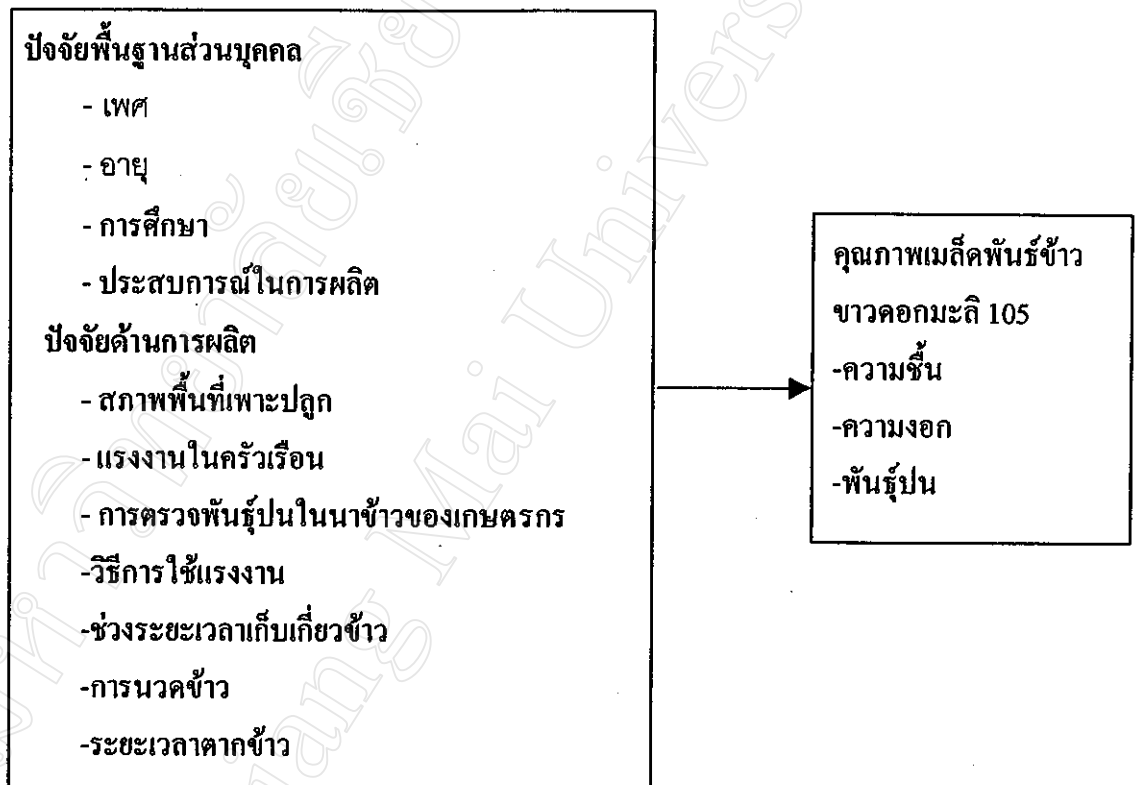 ปัจจัยพื้นฐานส่วนบุคคล
- เพศ
- อายุ
- การศึกษา
- ประสบการณ์ในการผลิต
ปัจจัยด้านการผลิต
- สภาพพื้นที่เพาะปลูก
- แรงงานในครัวเรือน
- การตรวจพันธุ์ปนในนาข้าวของเกษตรกร
-วิธีการใช้แรงงาน
-ช่วงระยะเวลาเก็บเกี่ยวข้าว
-การนวดข้าว
-ระยะเวลาตากข้าว
คุณภาพเมล็ดพันธ์ข้าว
ขาวดอกมะลิ 105
-ความชื้น
-ความงอก
-พันธุ์ปน
Mai Univers